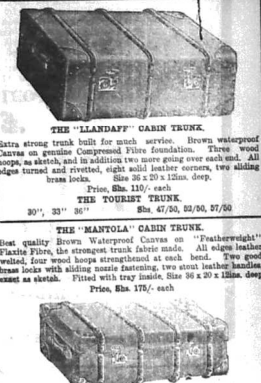 THE "LLANDAFF" CABIN TRUNK.
Extra strong trunk built for much service. Brown waterproof
Canvas on genuine Compressed Fibre foundation. Three wood
hoops, as sketch, and in addition two more going over each end. All
edges turned and rivetted, eight solid leather corners, two sliding
brass locks. Size 36 x 20 x 12ins. deep.
Price, Shs. 110/- each
THE TOURIST TRUNK.
30", 33" 36" Shs. 47/50, 52/50, 57/50
THE "MANTOLA" CABIN TRUNK.
Best quality Brown Waterproof Canvas on "Featherweight"
Flaxite Fibre, the strongest trunk fabric made. All edges leather
welted, four wood hoops strengthened at each bend. Two good
brass locks with sliding nozzle fastening, two stout leather handles
as sketch. Fitted with tray inside. Size 36 x 20 x 12ins. deep
Price, Shs. 175/- each